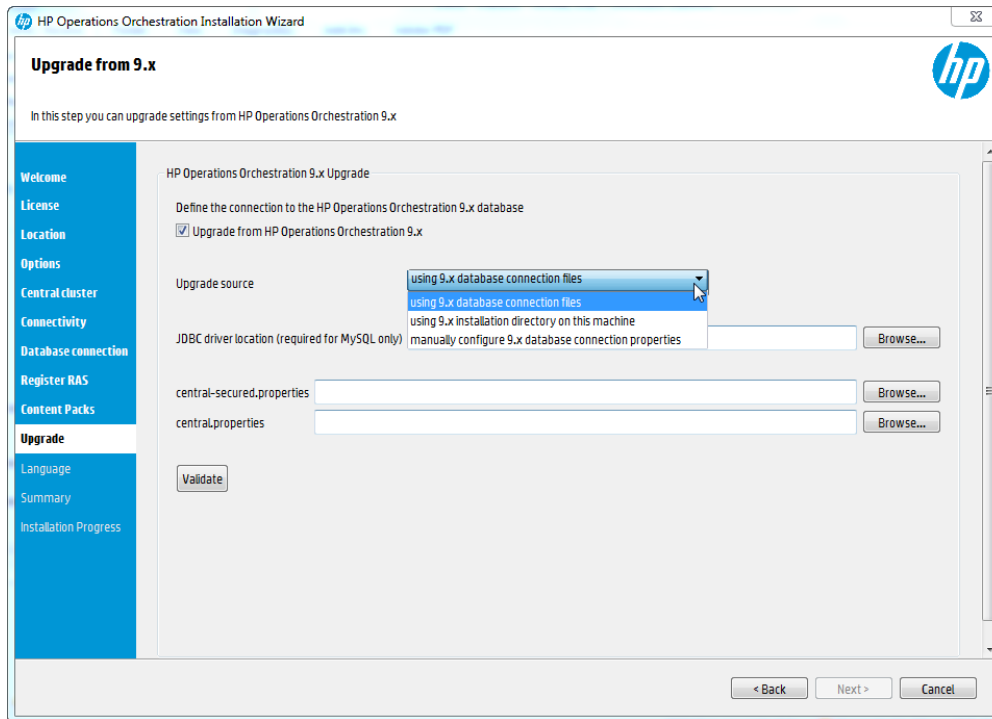 hp HP Operations Orchestration Installation Wizard
Upgrade from 9.x
hp
In this step you can upgrade settings from HP Operations Orchestration 9.x
Welcome
License
Location
Options
Central cluster
Connectivity
Database connection
Register RAS
Content Packs
Upgrade
Language
Summary
Installation Progress
HP Operations Orchestration 9.x Upgrade
Define the connection to the HP Operations Orchestration 9.x database
Upgrade from HP Operations Orchestration 9.x
Upgrade source
using 9.x database connection files
using 9.x database connection files
using 9.x installation directory on this machine
manually configure 9.x database connection properties
JDBC driver location (required for MySQL only)
Browse...
central-secured.properties
Browse...
central.properties
Browse...
Validate
< Back
Next >
Cancel